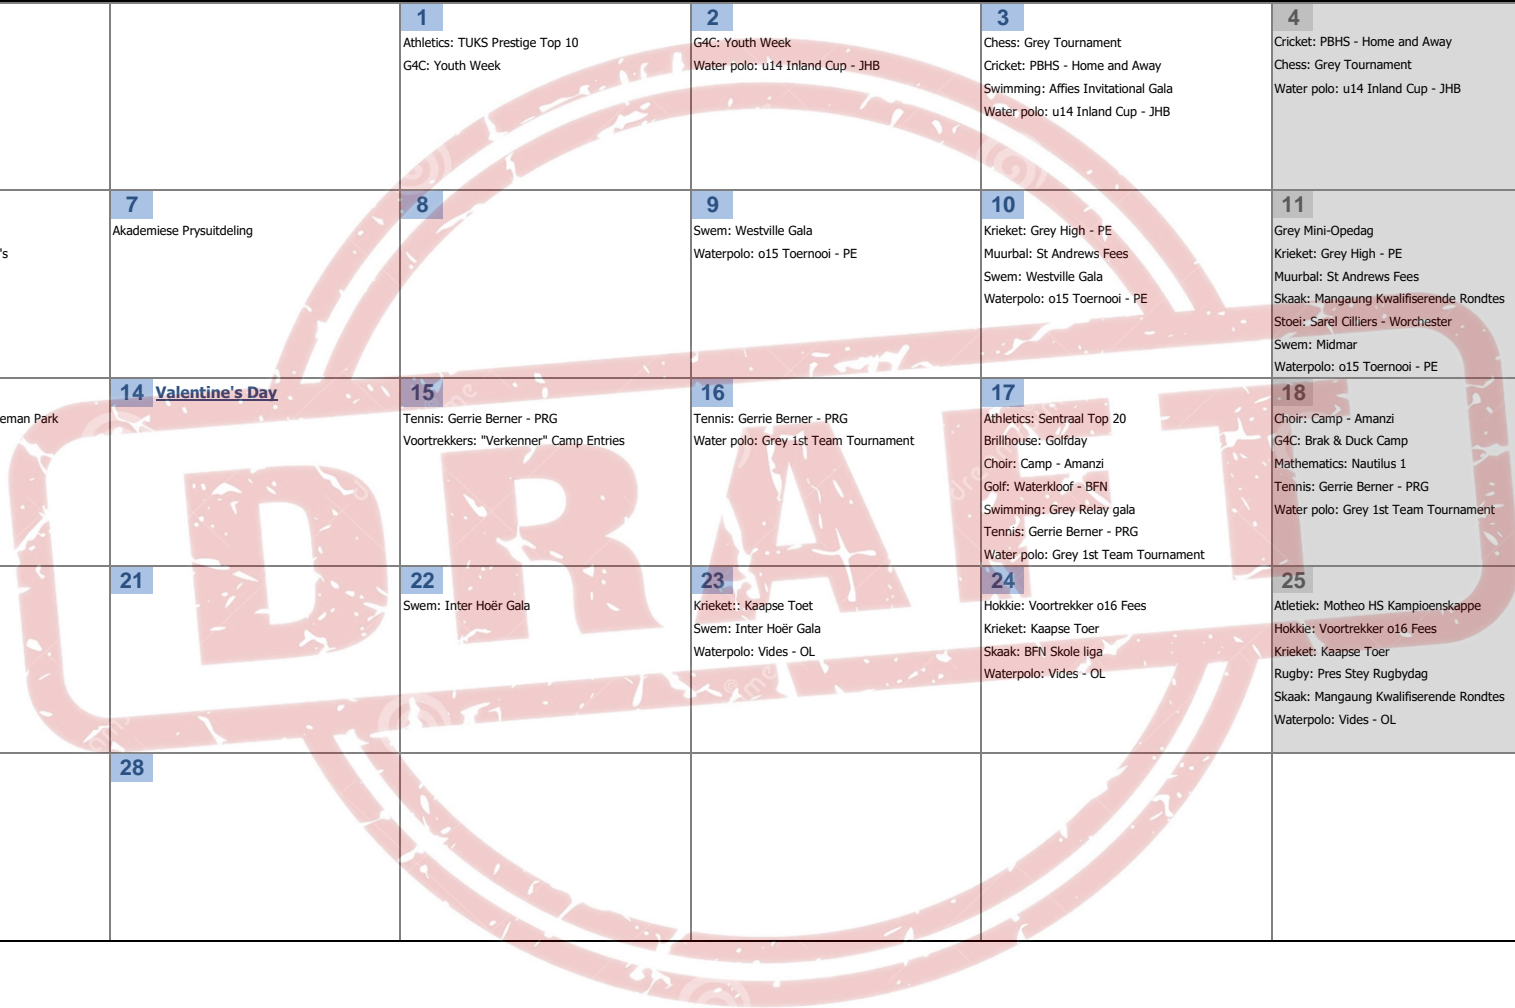 1
Athletics: TUKS Prestige Top 10
G4C: Youth Week
2
G4C: Youth Week
Water polo: u14 Inland Cup - JHB
3
Chess: Grey Tournament
Cricket: PBHS - Home and Away
Swimming: Affies Invitational Gala
Water polo: u14 Inland Cup - JHB
4
Cricket: PBHS - Home and Away
Chess: Grey Tournament
Water polo: u14 Inland Cup - JHB
's
7
Akademiese Prysuitdeling
8
9
Swem: Westville Gala
Waterpolo: o15 Toernooi - PE
10
Krieket: Grey High - PE
Muurbal: St Andrews Fees
Swem: Westville Gala
Waterpolo: o15 Toernooi - PE
11
Grey Mini-Opedag
Krieket: Grey High - PE
Muurbal: St Andrews Fees
Skaak: Mangaung Kwalifiserende Rondtes
Stoei: Sarel Cilliers - Worchester
Swem: Midmar
Waterpolo: o15 Toernooi - PE
eman Park
14 Valentine's Day
15
Tennis: Gerrie Berner - PRG
Voortrekkers: "Verkenner" Camp Entries
16
Tennis: Gerrie Berner - PRG
Water polo: Grey 1st Team Tournament
17
Athletics: Sentraal Top 20
Brillhouse: Golfday
Choir: Camp - Amanzi
Golf: Waterkloof - BFN
Swimming: Grey Relay gala
Tennis: Gerrie Berner - PRG
Water polo: Grey 1st Team Tournament
18
Choir: Camp - Amanzi
G4C: Brak & Duck Camp
Mathematics: Nautilus 1
Tennis: Gerrie Berner - PRG
Water polo: Grey 1st Team Tournament
DRAFT
21
22
Swem: Inter Hoër Gala
23
Krieket:: Kaapse Toet
Swem: Inter Hoër Gala
Waterpolo: Vides - OL
24
Hokkie: Voortrekker o16 Fees
Krieket: Kaapse Toer
Skaak: BFN Skole liga
Waterpolo: Vides - OL
25
Atletiek: Motheo HS Kampioenskappe
Hokkie: Voortrekker o16 Fees
Krieket: Kaapse Toer
Rugby: Pres Stey Rugbydag
Skaak: Mangaung Kwalifiserende Rondtes
Waterpolo: Vides - OL
28